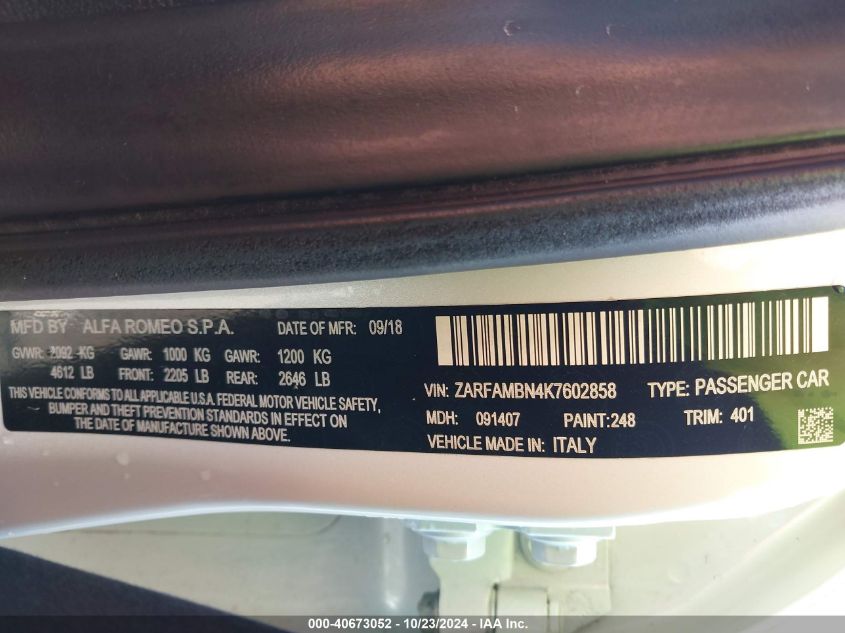 MFD BY ALFA ROMEO S.P.A. DATE OF MFR: 09/18
GVWR: 2092 KG GAWR: 1000 KG GAWR: 1200 KG
4612 LB FRONT: 2205 LB REAR: 2646 LB
THIS VEHICLE CONFORMS TO ALL APPLICABLE U.S.A. FEDERAL MOTOR VEHICLE SAFETY,
BUMPER AND THEFT PREVENTION STANDARDS IN EFFECT ON
THE DATE OF MANUFACTURE SHOWN ABOVE.
VIN: ZARFAMBN4K7602858 TYPE: PASSENGER CAR
MDH: 091407 PAINT:248 TRIM: 401
VEHICLE MADE IN: ITALY
000-40673052 - 10/23/2024 - IAA Inc.